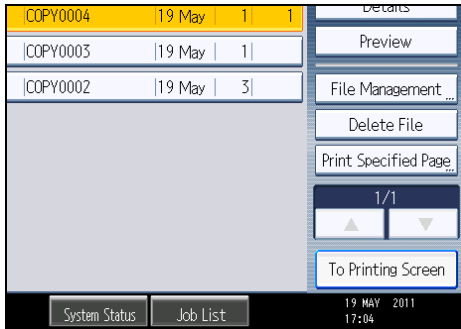 COPY0004 19 May 1 1
COPY0003 19 May 1
COPY0002 19 May 3
Details
Preview
File Management
Delete File
Print Specified Page
1/1
To Printing Screen
System Status
Job List
19 MAY 2011
17:04